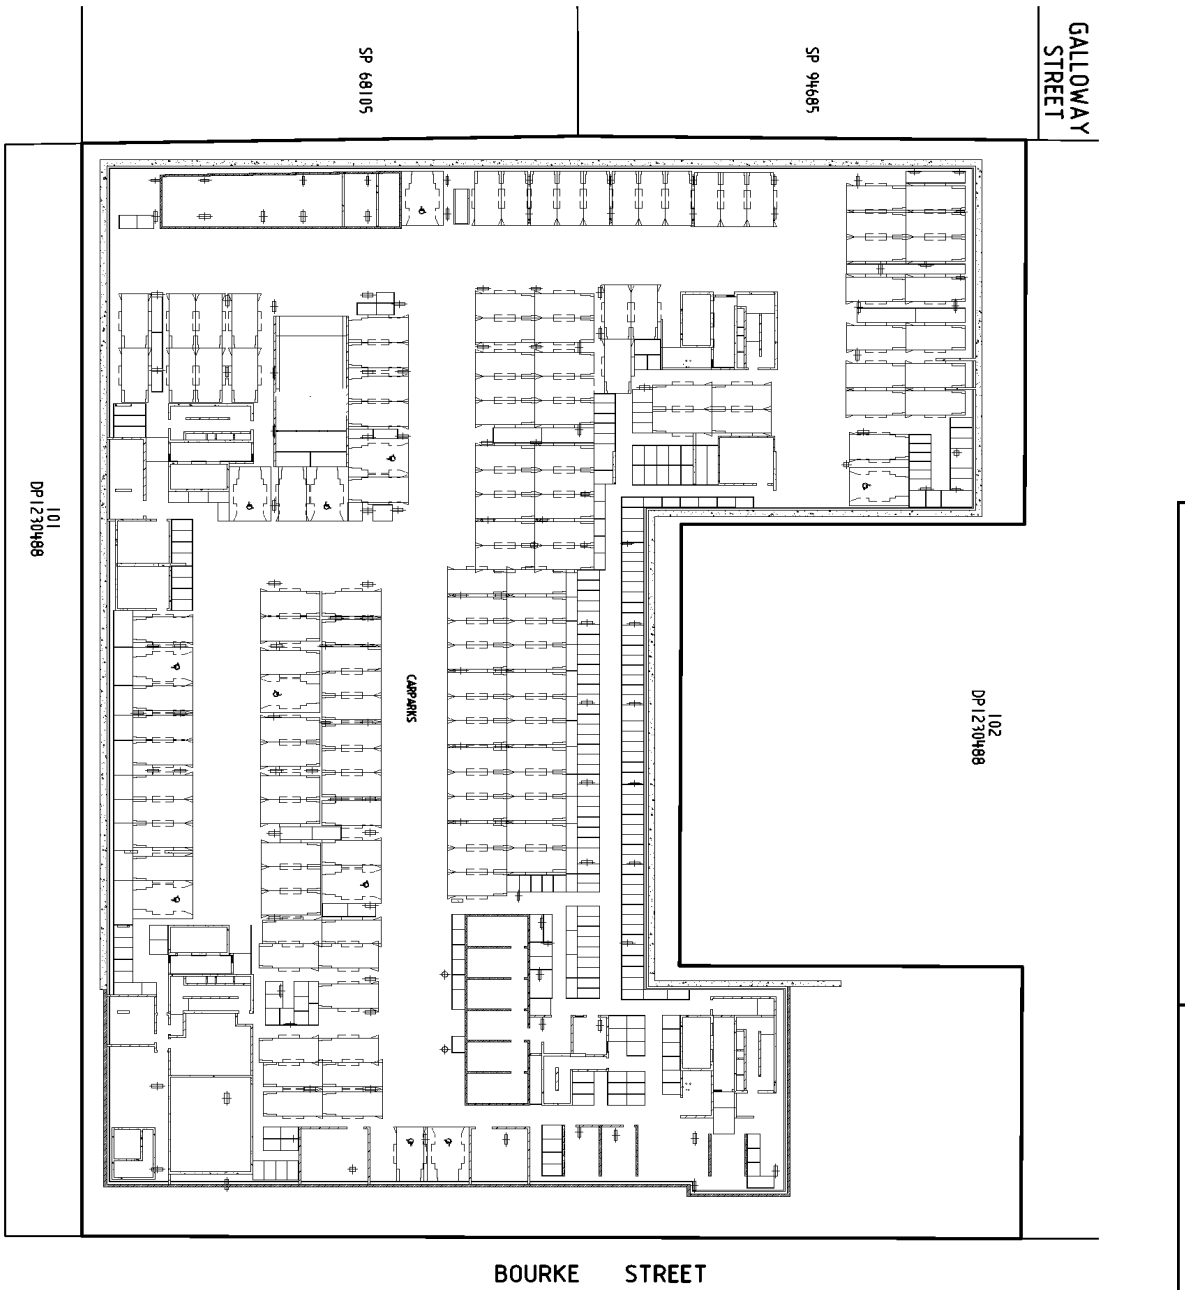 GALLOWAY
STREET
SP 68105
SP 94685
101
DP1230488
CARPARKS
102
DP1230488
BOURKE STREET